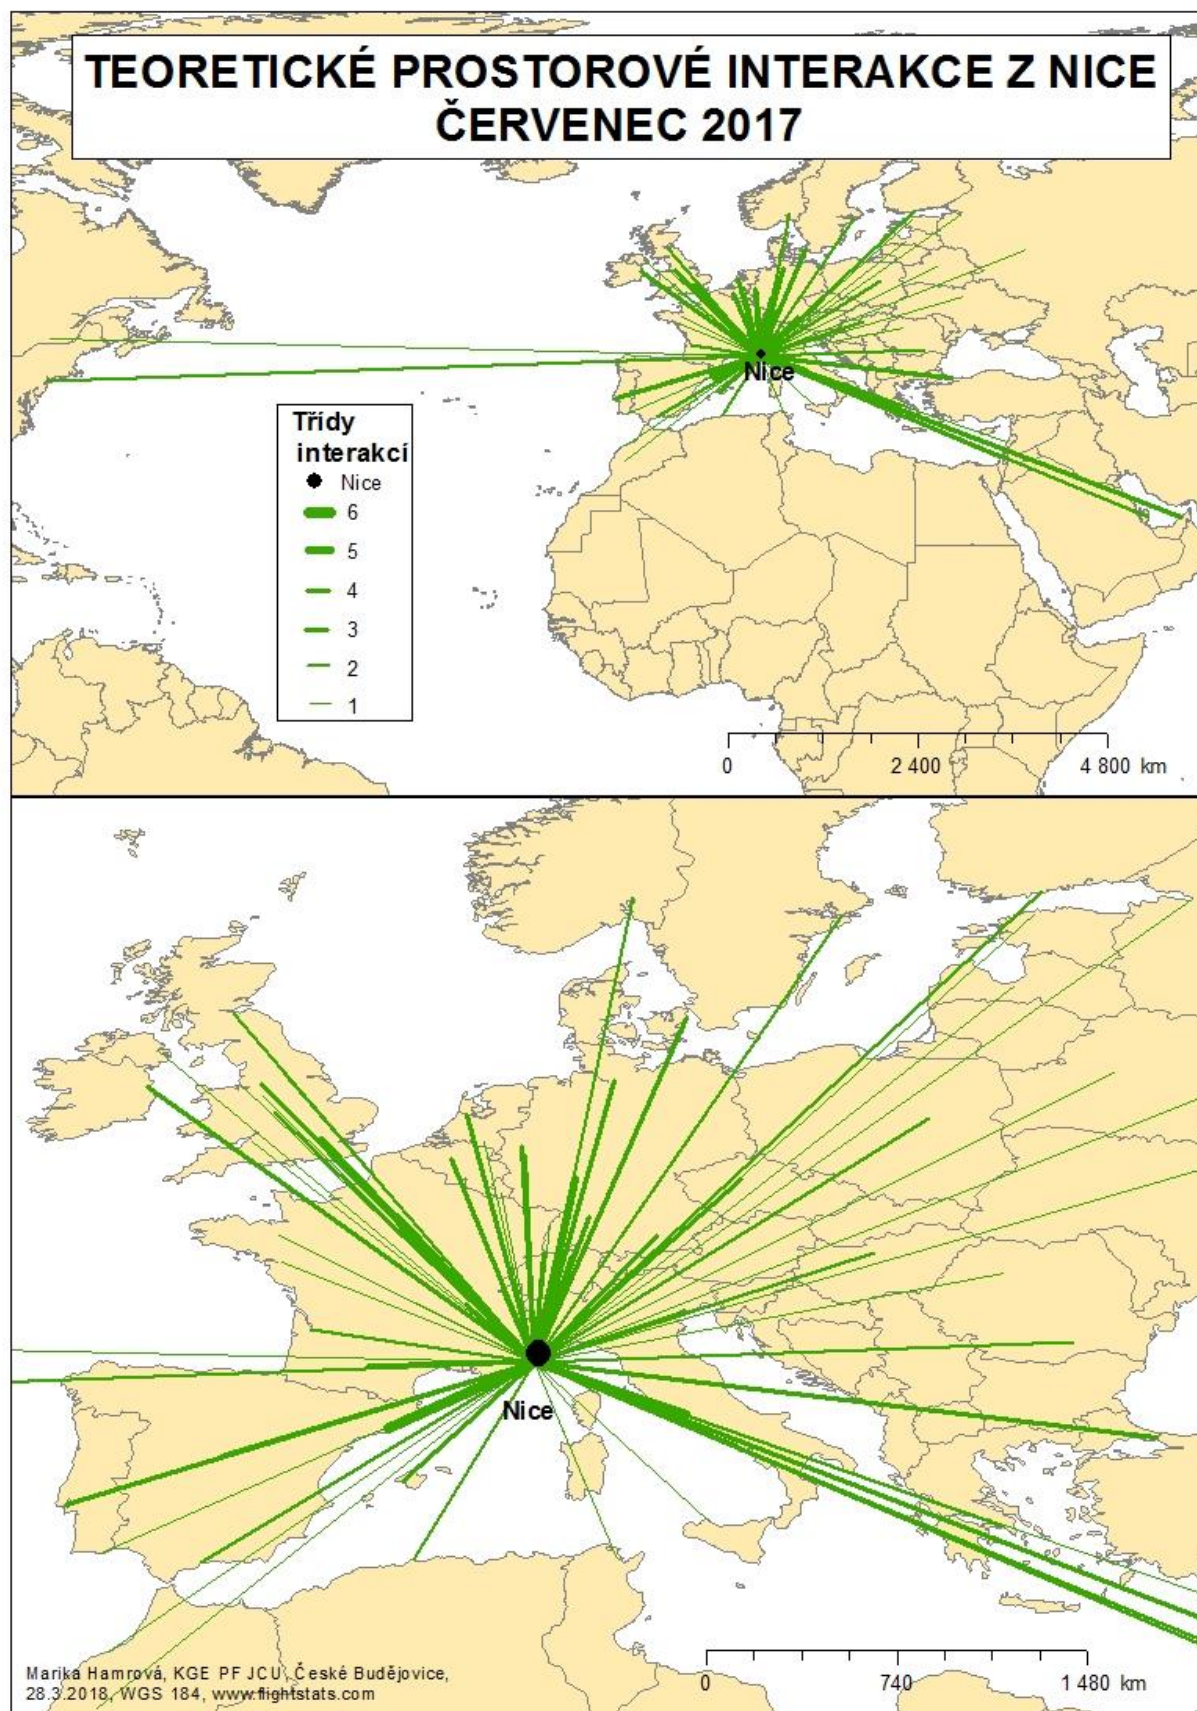 TEORETICKÉ PROSTOROVÉ INTERAKCE Z NICE
ČERVENEC 2017
Nice
Třídy
interakcí
Nice
6
5
4
3
2
1
0 2 400 4 800 km
Nice
Marika Hamrová, KGE PF JCU, České Budějovice,
28.3.2018, WGS 184, www.flightstats.com
0 740 1 480 km